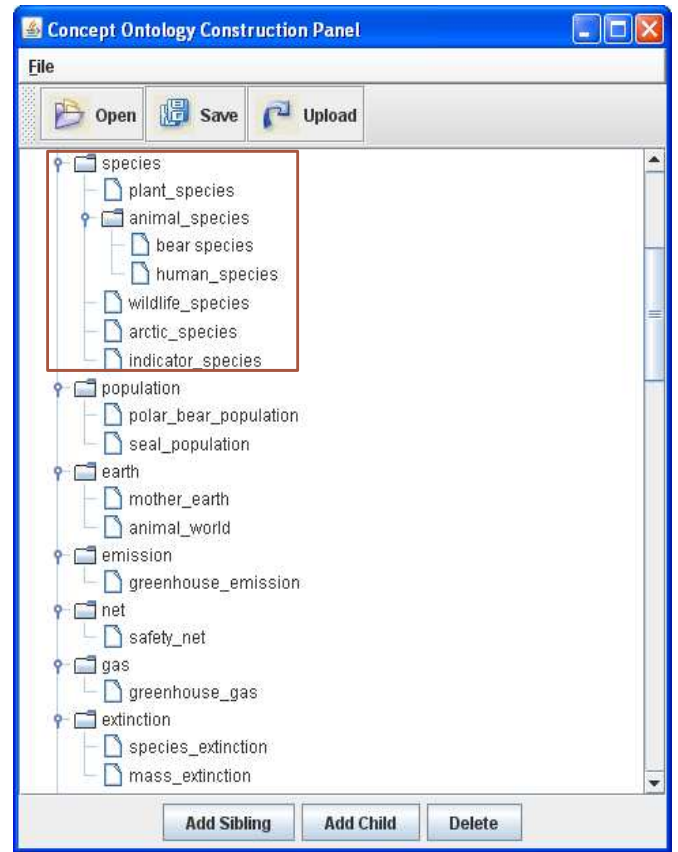 Concept Ontology Construction Panel
File
Open Save Upload
species
plant_species
animal_species
bear species
human_species
wildlife_species
arctic_species
indicator_species
population
polar_bear_population
seal_population
earth
mother_earth
animal_world
emission
greenhouse_emission
net
safety_net
gas
greenhouse_gas
extinction
species_extinction
mass_extinction
Add Sibling Add Child Delete